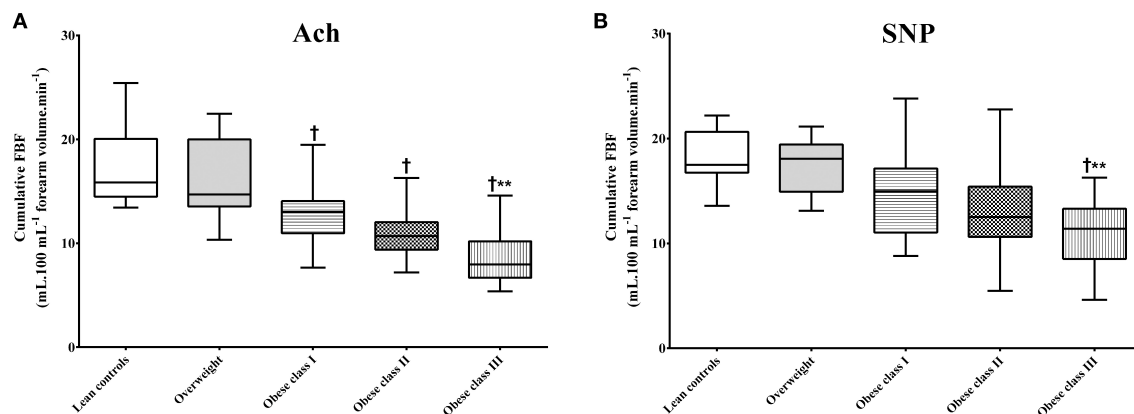 A
Ach
Cumulative FBF
(mL.100 mL⁻¹ forearm volume.min⁻¹)
30
20
10
0
†
†
†**
Lean controls
Overweight
Obese class I
Obese class II
Obese class III
B
SNP
Cumulative FBF
(mL.100 mL⁻¹ forearm volume.min⁻¹)
30
20
10
0
†**
Lean controls
Overweight
Obese class I
Obese class II
Obese class III